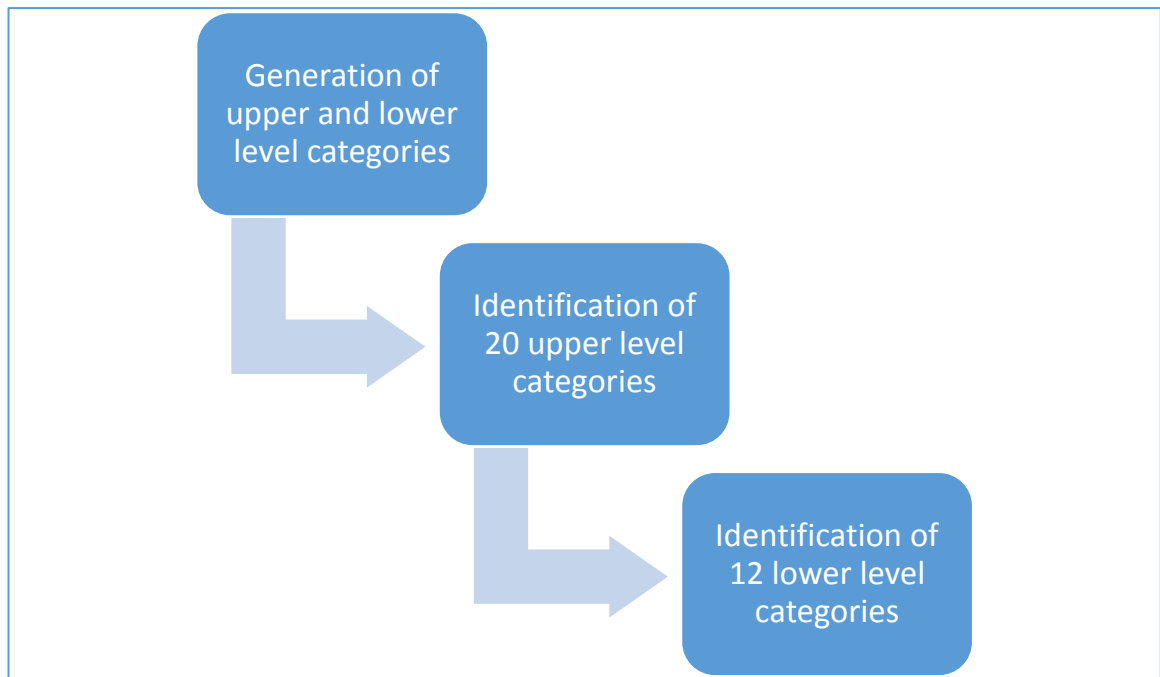 Generation of
upper and lower
level categories
Identification of
20 upper level
categories
Identification of
12 lower level
categories